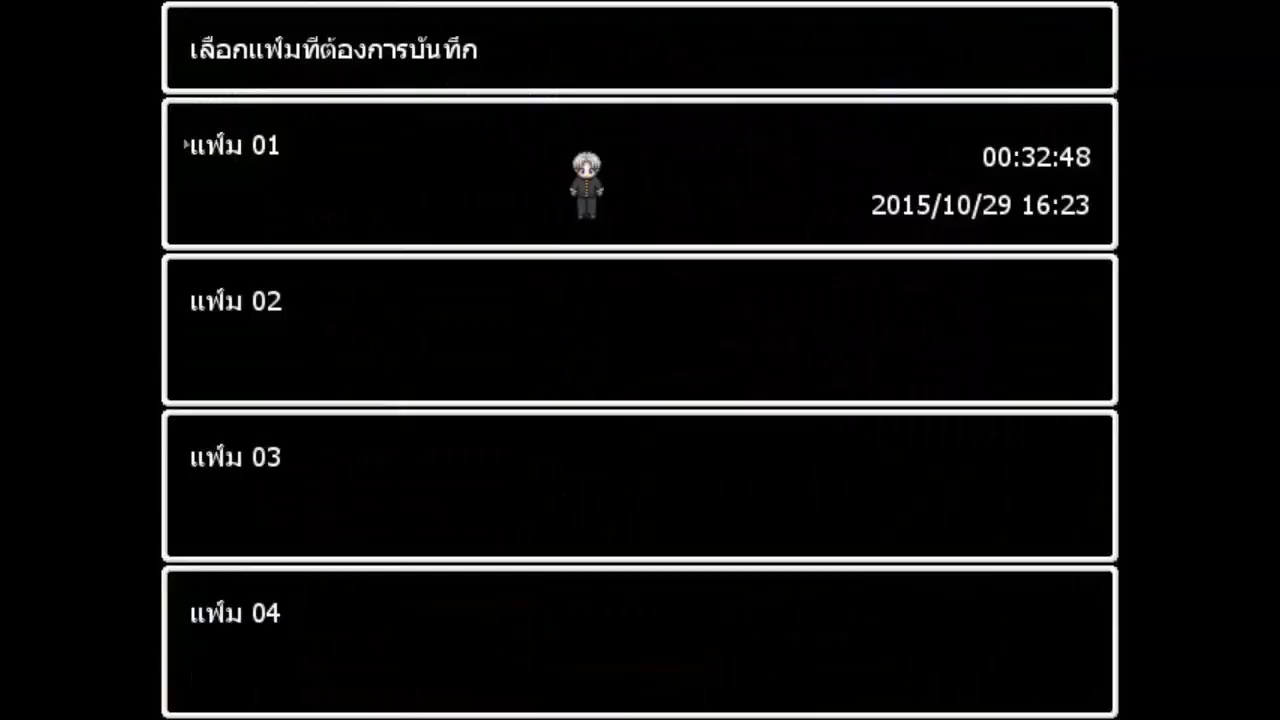 เลือกแฟ้มที่ต้องการบันทึก
แฟ้ม 01
00:32:48
2015/10/29 16:23
แฟ้ม 02
แฟ้ม 03
แฟ้ม 04